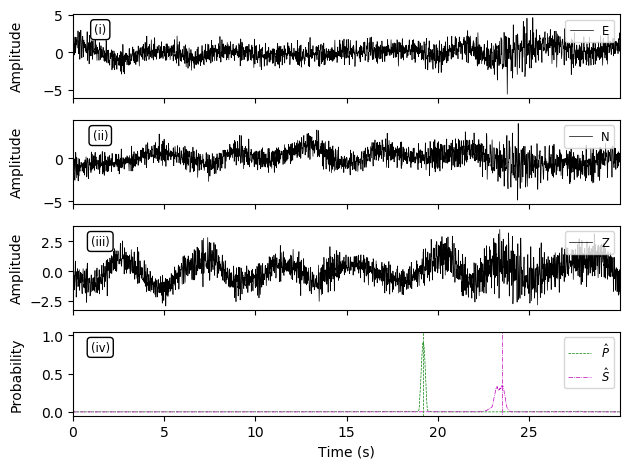 5
0
−5
Amplitude
(i)
E
0
−5
Amplitude
(ii)
N
2.5
0.0
−2.5
Amplitude
(iii)
Z
1.0
0.5
0.0
Probability
(iv)
P̂
Ŝ
0 5 10 15 20 25
Time (s)